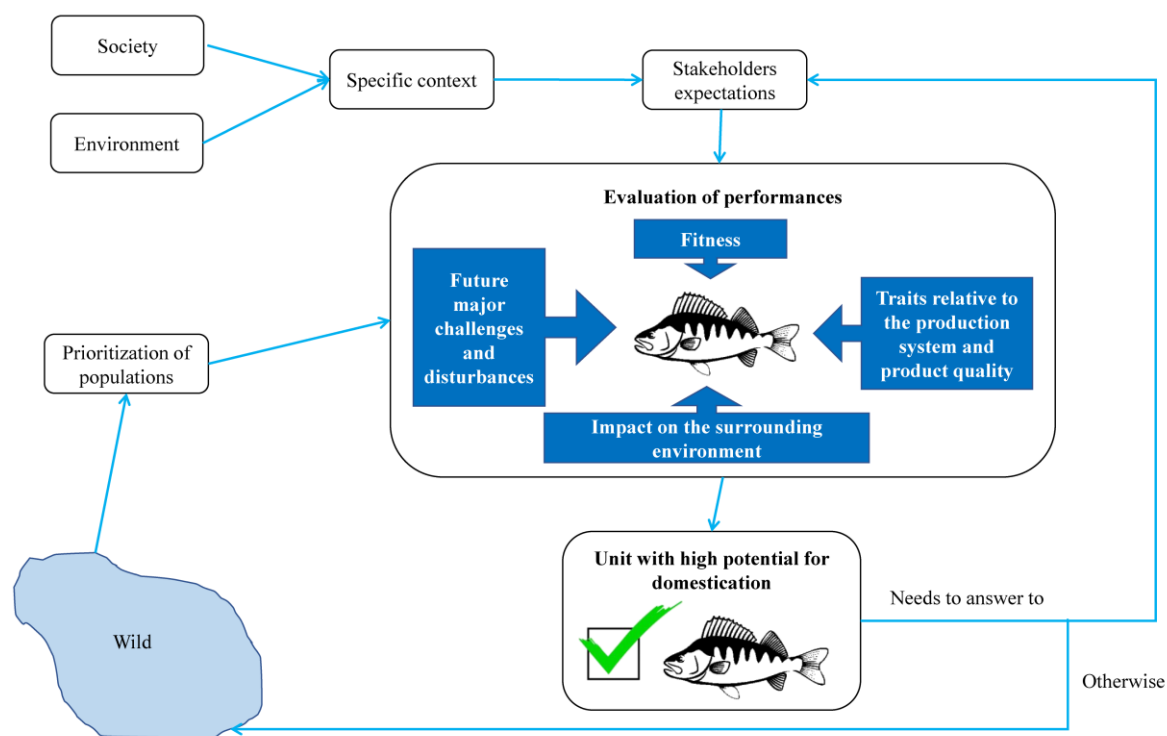 Society
Environment
Specific context
Stakeholders
expectations
Evaluation of performances
Fitness
Future
major
challenges
and
disturbances
Traits relative to
the production
system and
product quality
Impact on the surrounding
environment
Prioritization of
populations
Wild
Unit with high potential for
domestication
Needs to answer to
Otherwise